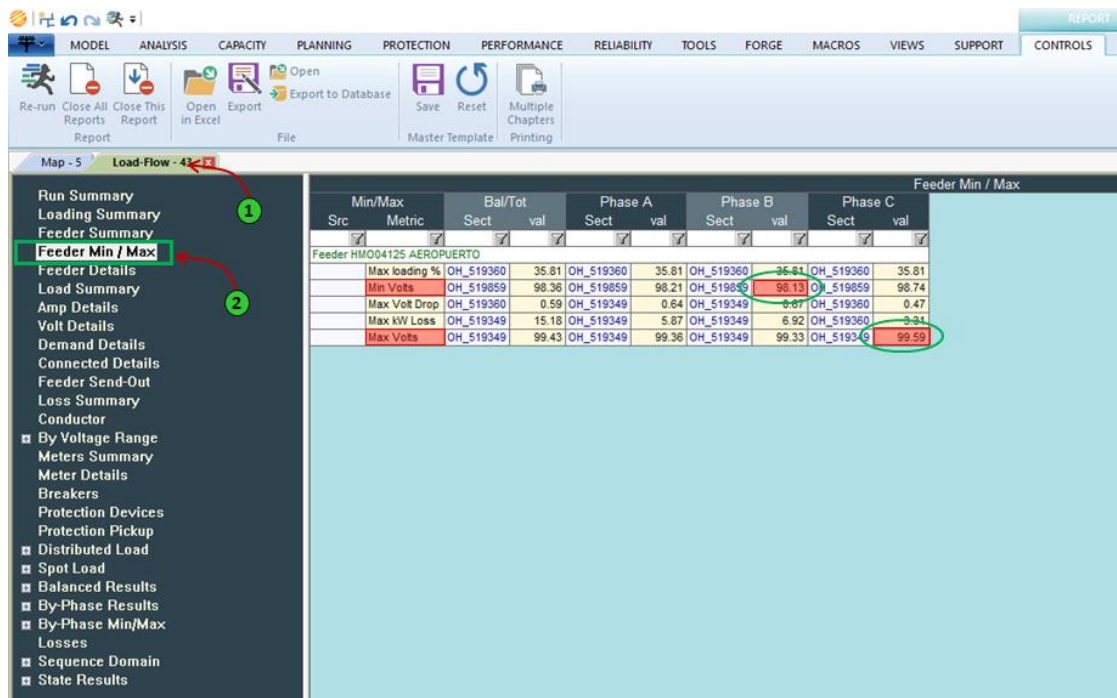 REPORT
MODEL ANALYSIS CAPACITY PLANNING PROTECTION PERFORMANCE RELIABILITY TOOLS FORGE MACROS VIEWS SUPPORT CONTROLS
Re-run Close All Reports Close This Report Open in Excel Export Open Export to Database Save Reset Multiple Chapters
Report File Master Template Printing
Map - 5 Load-Flow - 43
Run Summary
Loading Summary
Feeder Summary
Feeder Min / Max
Feeder Details
Load Summary
Amp Details
Volt Details
Demand Details
Connected Details
Feeder Send-Out
Loss Summary
Conductor
By Voltage Range
Meters Summary
Meter Details
Breakers
Protection Devices
Protection Pickup
Distributed Load
Spot Load
Balanced Results
By-Phase Results
By-Phase Min/Max
Losses
Sequence Domain
State Results
1
2
Feeder Min / Max
Min/Max Bal/Tot Phase A Phase B Phase C
Src Metric Sect val Sect val Sect val Sect val
Feeder HMO04125 AEROPUERTO
Max loading % OH_519360 35.81 OH_519360 35.81 OH_519360 35.81 OH_519360 35.81
Min Volts OH_519859 98.36 OH_519859 98.21 OH_519859 98.13 OH_519859 98.74
Max Volt Drop OH_519360 0.59 OH_519349 0.64 OH_519349 0.67 OH_519360 0.47
Max kW Loss OH_519349 15.18 OH_519349 5.87 OH_519349 6.92 OH_519360 3.31
Max Volts OH_519349 99.43 OH_519349 99.36 OH_519349 99.33 OH_519349 99.59